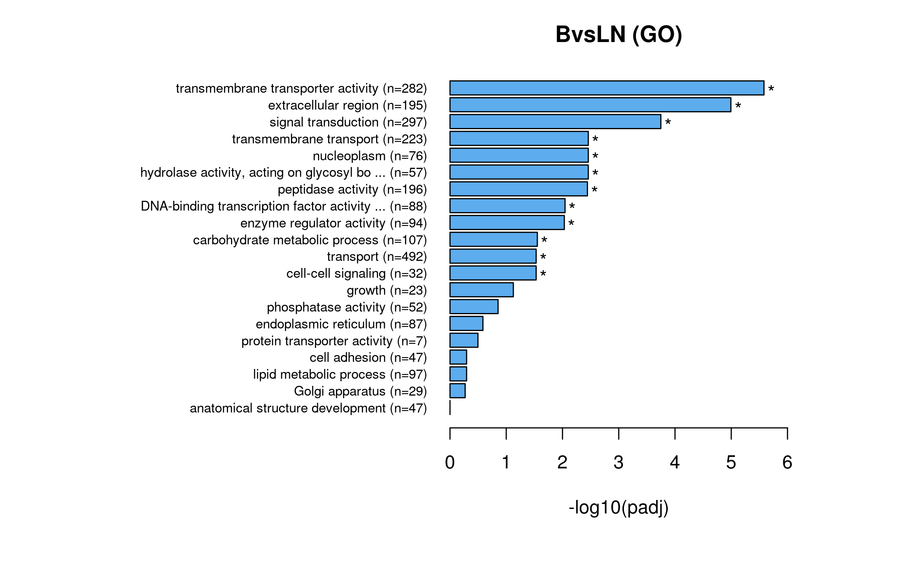 BvsLN (GO)
transmembrane transporter activity (n=282) *
extracellular region (n=195) *
signal transduction (n=297) *
transmembrane transport (n=223) *
nucleoplasm (n=76) *
hydrolase activity, acting on glycosyl bo ... (n=57) *
peptidase activity (n=196) *
DNA-binding transcription factor activity ... (n=88) *
enzyme regulator activity (n=94) *
carbohydrate metabolic process (n=107) *
transport (n=492) *
cell-cell signaling (n=32) *
growth (n=23)
phosphatase activity (n=52)
endoplasmic reticulum (n=87)
protein transporter activity (n=7)
cell adhesion (n=47)
lipid metabolic process (n=97)
Golgi apparatus (n=29)
anatomical structure development (n=47)
0 1 2 3 4 5 6
-log10(padj)